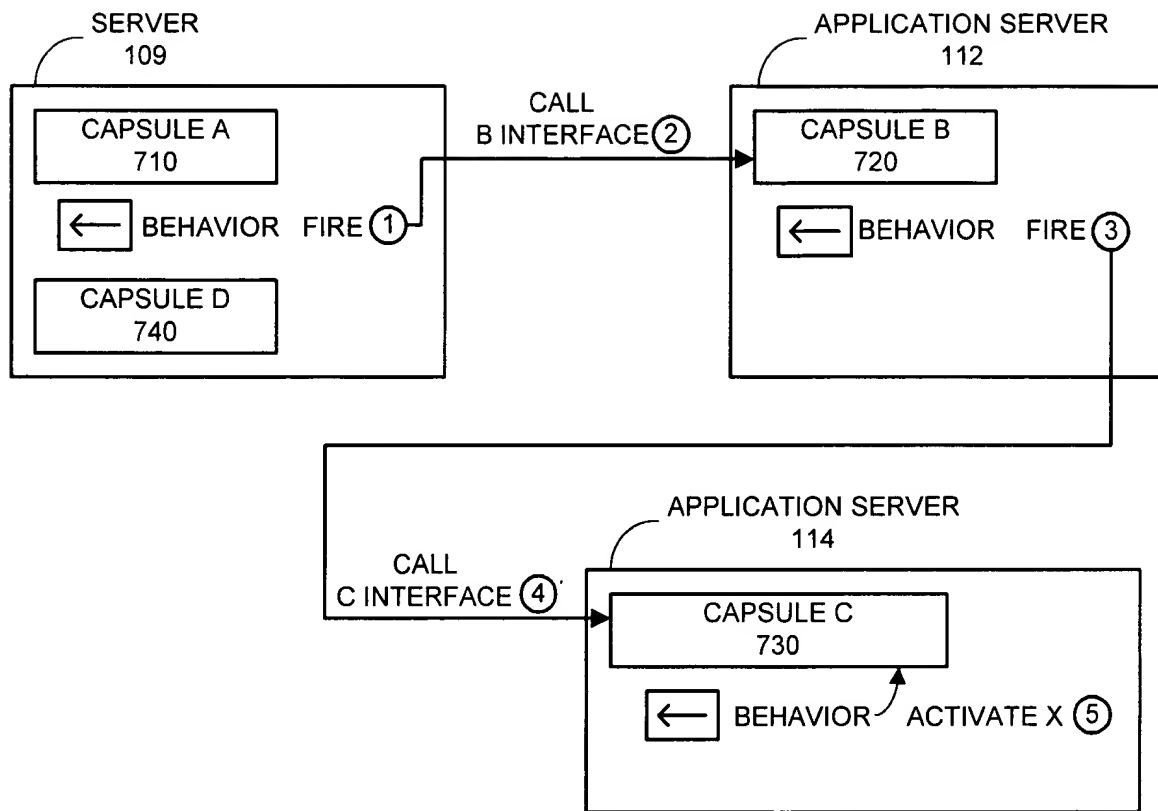 SERVER
109
APPLICATION SERVER
112
CAPSULE A
710
CALL
B INTERFACE 2
CAPSULE B
720
BEHAVIOR FIRE 1
BEHAVIOR FIRE 3
CAPSULE D
740
APPLICATION SERVER
114
CALL
C INTERFACE 4
CAPSULE C
730
BEHAVIOR ACTIVATE X 5